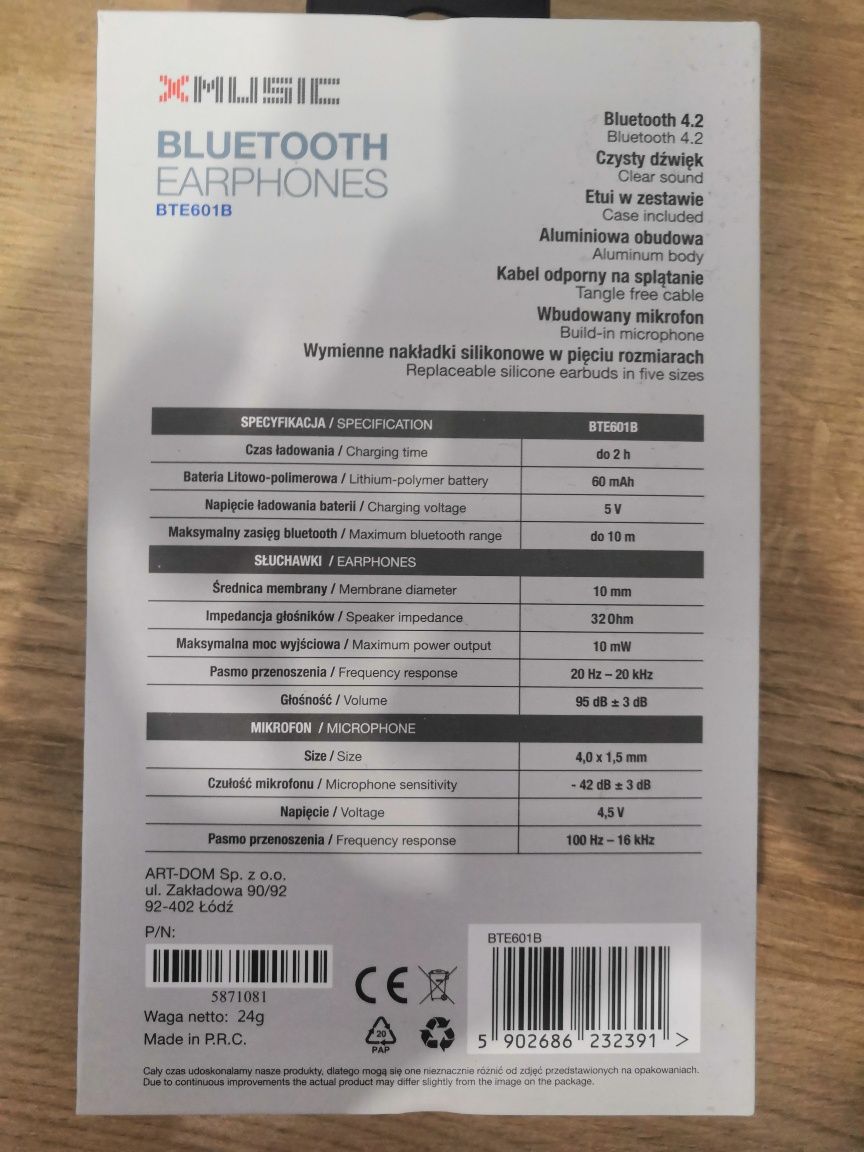 XMUSIC
BLUETOOTH
EARPHONES
BTE601B
Bluetooth 4.2
Bluetooth 4.2
Czysty dźwięk
Clear sound
Etui w zestawie
Case included
Aluminiowa obudowa
Aluminum body
Kabel odporny na splątanie
Tangle free cable
Wbudowany mikrofon
Build-in microphone
Wymienne nakładki silikonowe w pięciu rozmiarach
Replaceable silicone earbuds in five sizes
SPECYFIKACJA / SPECIFICATION BTE601B
Czas ładowania / Charging time do 2 h
Bateria Litowo-polimerowa / Lithium-polymer battery 60 mAh
Napięcie ładowania baterii / Charging voltage 5 V
Maksymalny zasięg bluetooth / Maximum bluetooth range do 10 m
SŁUCHAWKI / EARPHONES
Średnica membrany / Membrane diameter 10 mm
Impedancja głośników / Speaker impedance 32 Ohm
Maksymalna moc wyjściowa / Maximum power output 10 mW
Pasmo przenoszenia / Frequency response 20 Hz – 20 kHz
Głośność / Volume 95 dB ± 3 dB
MIKROFON / MICROPHONE
Size / Size 4,0 x 1,5 mm
Czułość mikrofonu / Microphone sensitivity - 42 dB ± 3 dB
Napięcie / Voltage 4,5 V
Pasmo przenoszenia / Frequency response 100 Hz – 16 kHz
ART-DOM Sp. z o.o.
ul. Zakładowa 90/92
92-402 Łódź
P/N:
5871081
Waga netto: 24g
Made in P.R.C.
CE
20
PAP
BTE601B
5 902686 232391 >
Cały czas udoskonalamy nasze produkty, dlatego mogą się one nieznacznie różnić od zdjęć przedstawionych na opakowaniach.
Due to continuous improvements the actual product may differ slightly from the image on the package.